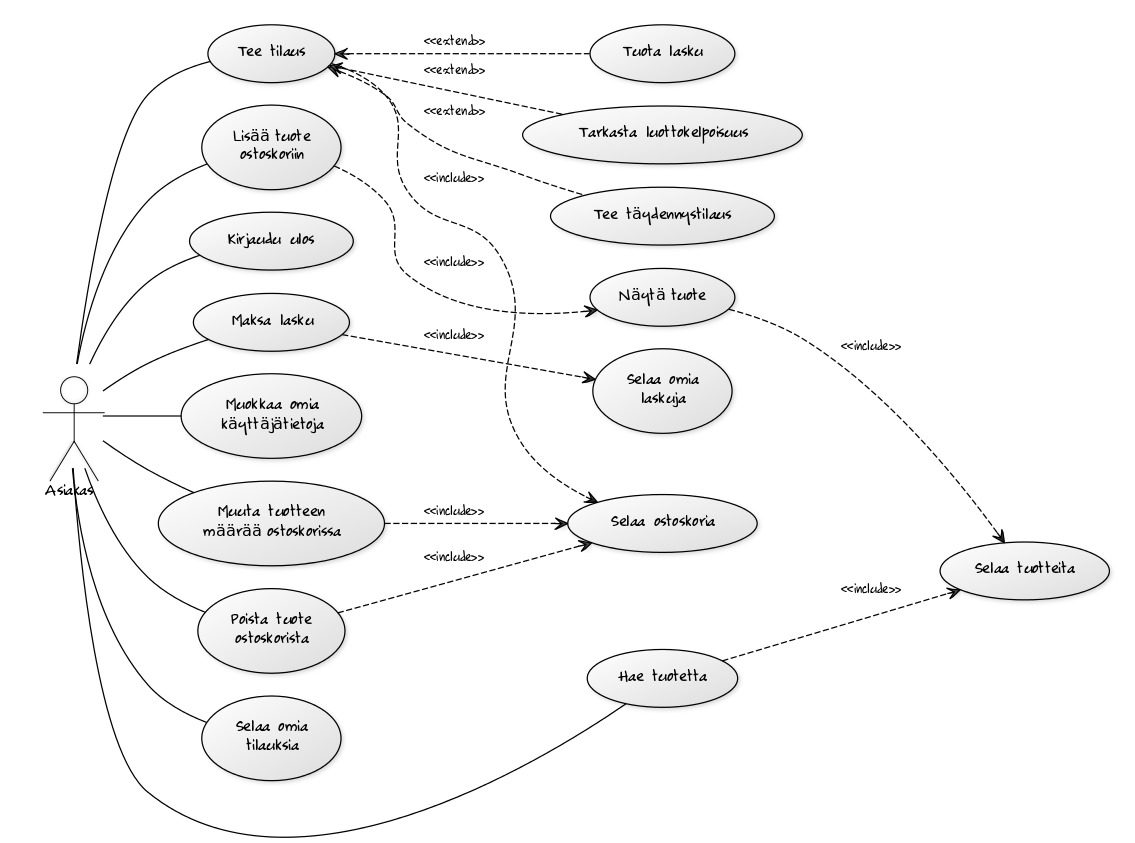 Tee tilaus
<<extend>>
Tuota lasku
<<extend>>
<<extend>>
Tarkasta luottokelpoisuus
Lisää tuote
ostoskoriin
<<include>>
Tee täydennystilaus
Kirjaudu ulos
<<include>>
Näytä tuote
Maksa lasku
<<include>>
<<include>>
Selaa omia
laskuja
Muokkaa omia
käyttäjätietoja
Asiakas
Muuta tuotteen
määrää ostoskorissa
<<include>>
Selaa ostoskoria
<<include>>
Selaa tuotteita
<<include>>
Poista tuote
ostoskorista
Hae tuotetta
Selaa omia
tilauksia